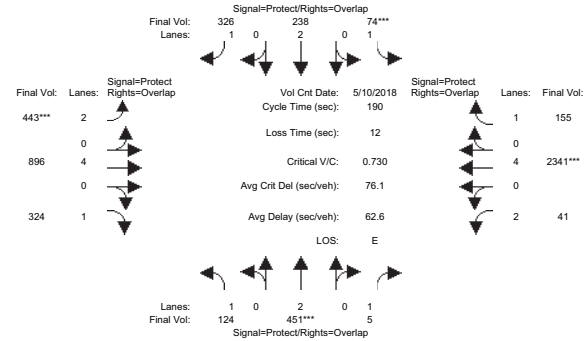 Signal=Protect/Rights=Overlap
Final Vol: 326 238 74***
Lanes: 1 0 2 0 1
Signal=Protect
Final Vol: Lanes: Rights=Overlap
Vol Cnt Date: 5/10/2018
Signal=Protect
Rights=Overlap Lanes: Final Vol:
Cycle Time (sec): 190
443*** 2
1 155
Loss Time (sec): 12
0
0
896 4
Critical V/C: 0.730
4 2341***
0
Avg Crit Del (sec/veh): 76.1
0
324 1
Avg Delay (sec/veh): 62.6
2 41
LOS: E
Lanes: 1 0 2 0 1
Final Vol: 124 451*** 5
Signal=Protect/Rights=Overlap